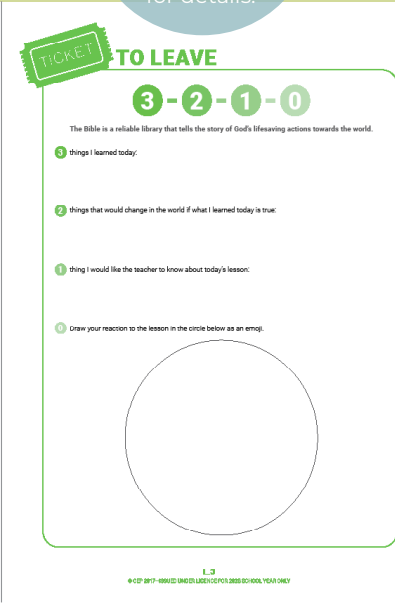 for details.
TICKET TO LEAVE
3-2-1-0
The Bible is a reliable library that tells the story of God's lifesaving actions towards the world.
3 things I learned today:
2 things that would change in the world if what I learned today is true:
1 thing I would like the teacher to know about today's lesson:
0 Draw your reaction to the lesson in the circle below as an emoji.
© CEP 2017–ISSUED UNDER LICENCE FOR 2023 SCHOOL YEAR ONLY